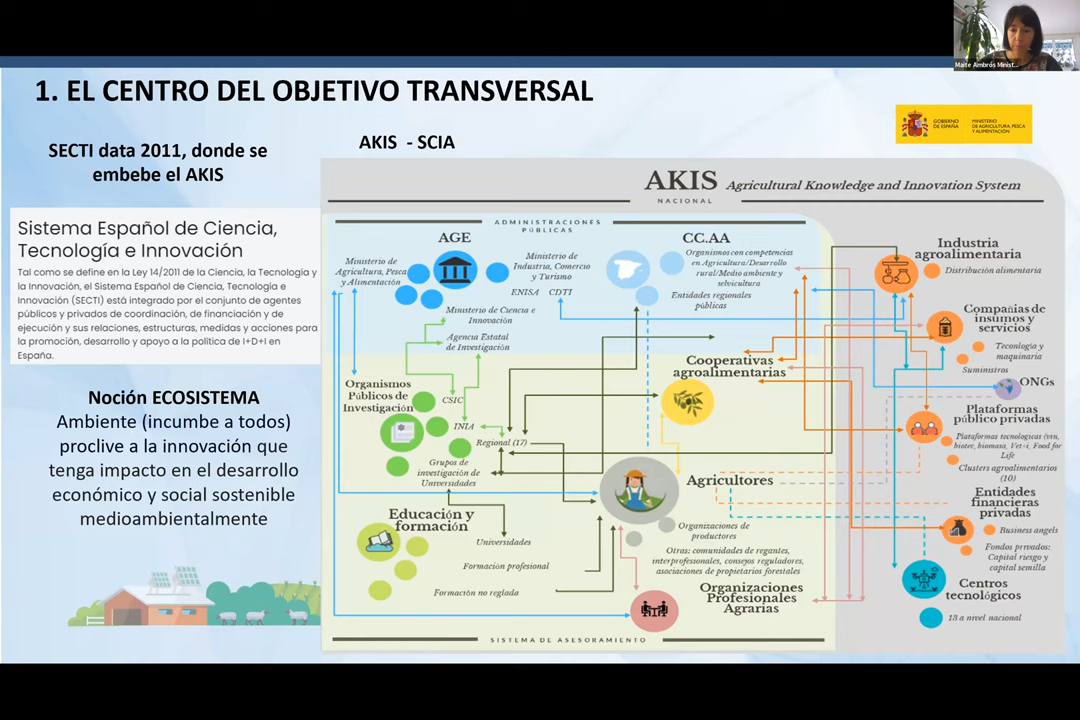 Maite Ambrós Minist...
1. EL CENTRO DEL OBJETIVO TRANSVERSAL
GOBIERNO
DE ESPAÑA
MINISTERIO
DE AGRICULTURA, PESCA
Y ALIMENTACIÓN
SECTI data 2011, donde se
embebe el AKIS
AKIS - SCIA
Sistema Español de Ciencia,
Tecnología e Innovación
Tal como se define en la Ley 14/2011 de la Ciencia, la Tecnología y
la Innovación, el Sistema Español de Ciencia, Tecnología e
Innovación (SECTI) está integrado por el conjunto de agentes
públicos y privados de coordinación, de financiación y de
ejecución y sus relaciones, estructuras, medidas y acciones para
la promoción, desarrollo y apoyo a la política de I+D+I en
España.
Noción ECOSISTEMA
Ambiente (incumbe a todos)
proclive a la innovación que
tenga impacto en el desarrollo
económico y social sostenible
medioambientalmente
AKIS Agricultural Knowledge and Innovation System
NACIONAL
ADMINISTRACIONES
PÚBLICAS
AGE
Ministerio de
Agricultura, Pesca
y Alimentación
Ministerio de
Industria, Comercio
y Turismo
ENISA CDTI
Ministerio de Ciencia e
Innovación
Agencia Estatal
de Investigación
CC.AA
Organismos con competencias
en Agricultura/Desarrollo
rural/Medio ambiente y
selvicultura
Entidades regionales
públicas
Organismos
Públicos de
Investigación
CSIC
INIA
Regional (17)
Grupos de
investigación de
Universidades
Educación y
formación
Universidades
Formación profesional
Formación no reglada
Cooperativas
agroalimentarias
Agricultores
Organizaciones de
productores
Otras: comunidades de regantes,
interprofesionales, consejos reguladores,
asociaciones de propietarios forestales
Organizaciones
Profesionales
Agrarias
SISTEMA DE ASESORAMIENTO
Industria
agroalimentaria
Distribución alimentaria
Compañías de
insumos y
servicios
Tecnología y
maquinaria
Suministros
ONGs
Plataformas
público privadas
Plataformas tecnológicas (vin,
biotec, biomasa, Vet+i, Food for
Life
Clusters agroalimentarios
(10)
Entidades
financieras
privadas
Business angels
Fondos privados:
Capital riesgo y
capital semilla
Centros
tecnológicos
13 a nivel nacional